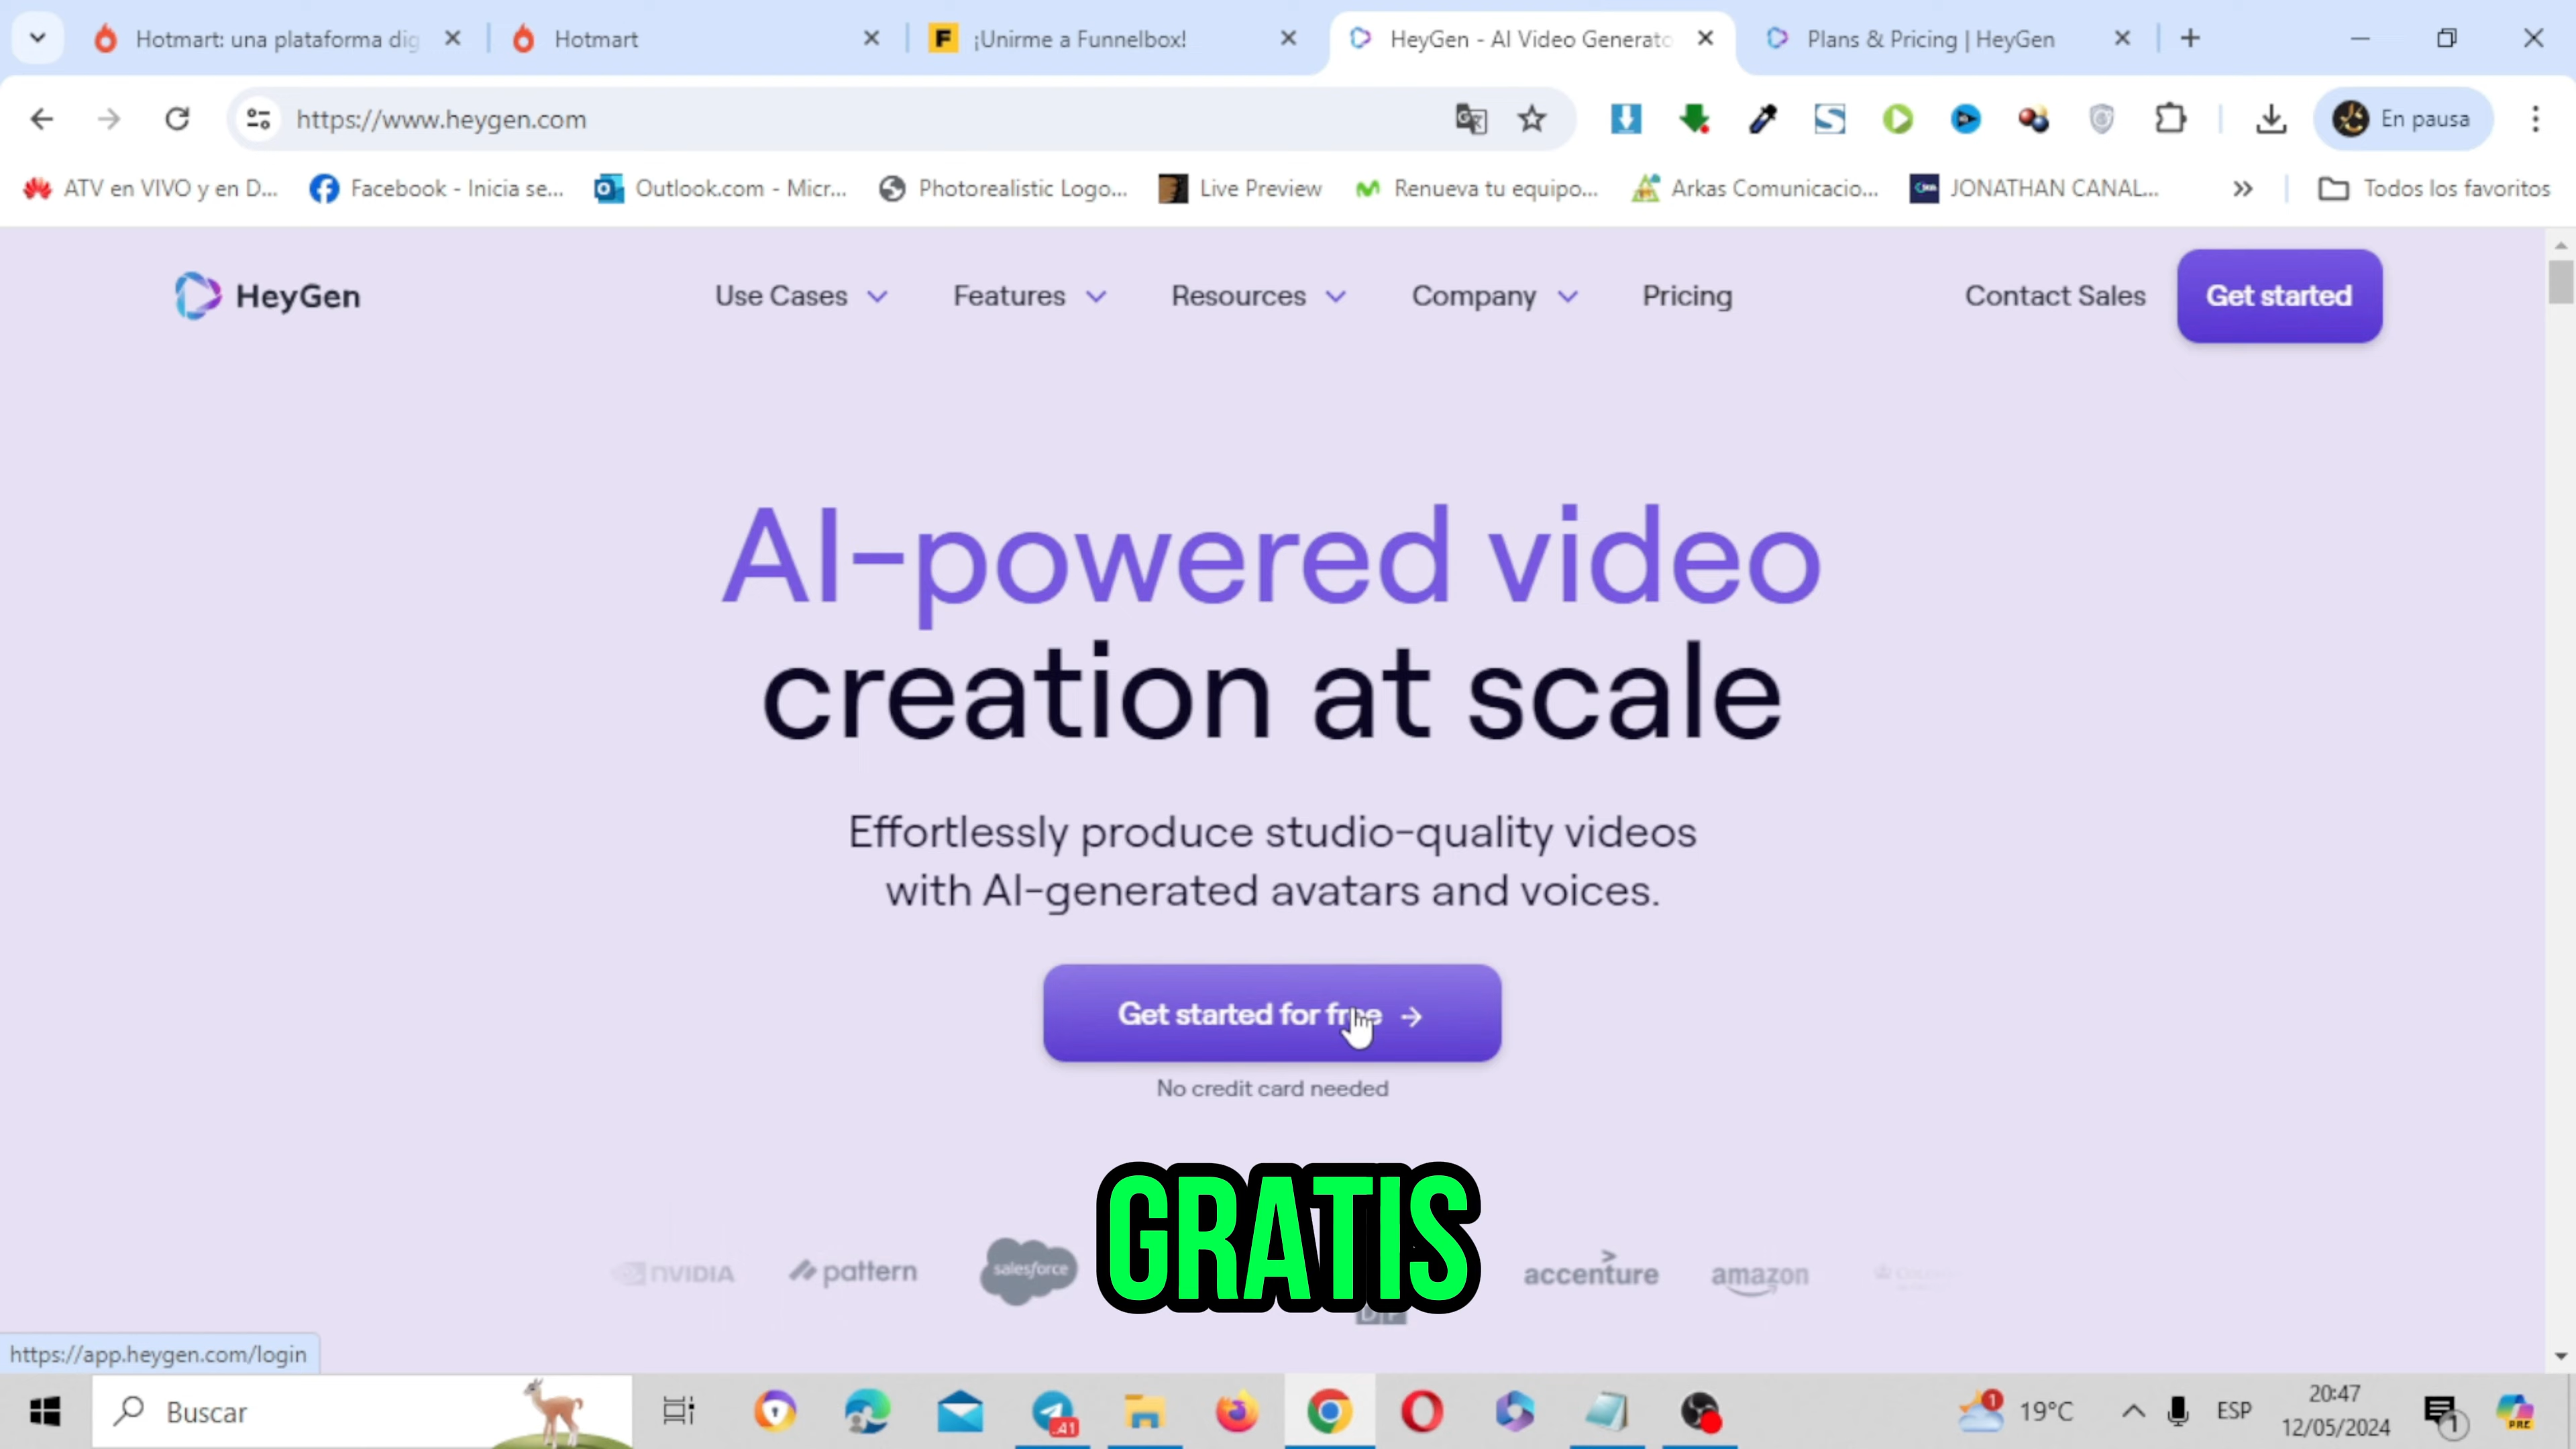 Hotmart: una plataforma dig
Hotmart
F
¡Unirme a Funnelbox!
HeyGen - AI Video Generato
Plans & Pricing | HeyGen
https://www.heygen.com
En pausa
ATV en VIVO y en D...
Facebook - Inicia se...
Outlook.com - Micr...
Photorealistic Logo...
Live Preview
Renueva tu equipo...
Arkas Comunicacio...
JONATHAN CANAL...
Todos los favoritos
HeyGen
Use Cases
Features
Resources
Company
Pricing
Contact Sales
Get started
AI-powered video
creation at scale
Effortlessly produce studio-quality videos
with AI-generated avatars and voices.
Get started for free
No credit card needed
GRATIS
NVIDIA
pattern
salesforce
accenture
amazon
https://app.heygen.com/login
Buscar
41
1
19°C
ESP
20:47
12/05/2024
1
PRE